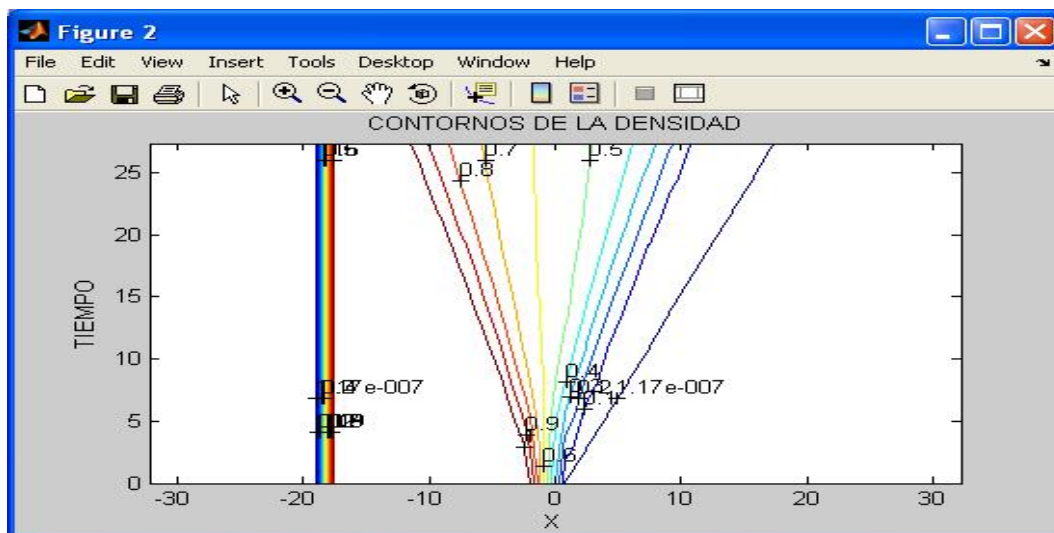 Figure 2
File Edit View Insert Tools Desktop Window Help
CONTORNOS DE LA DENSIDAD
0.7
0.5
0.8
25
20
15
10
5
0
TIEMPO
0.4
1.17e-007
0.9
0.6
-30 -20 -10 0 10 20 30
X